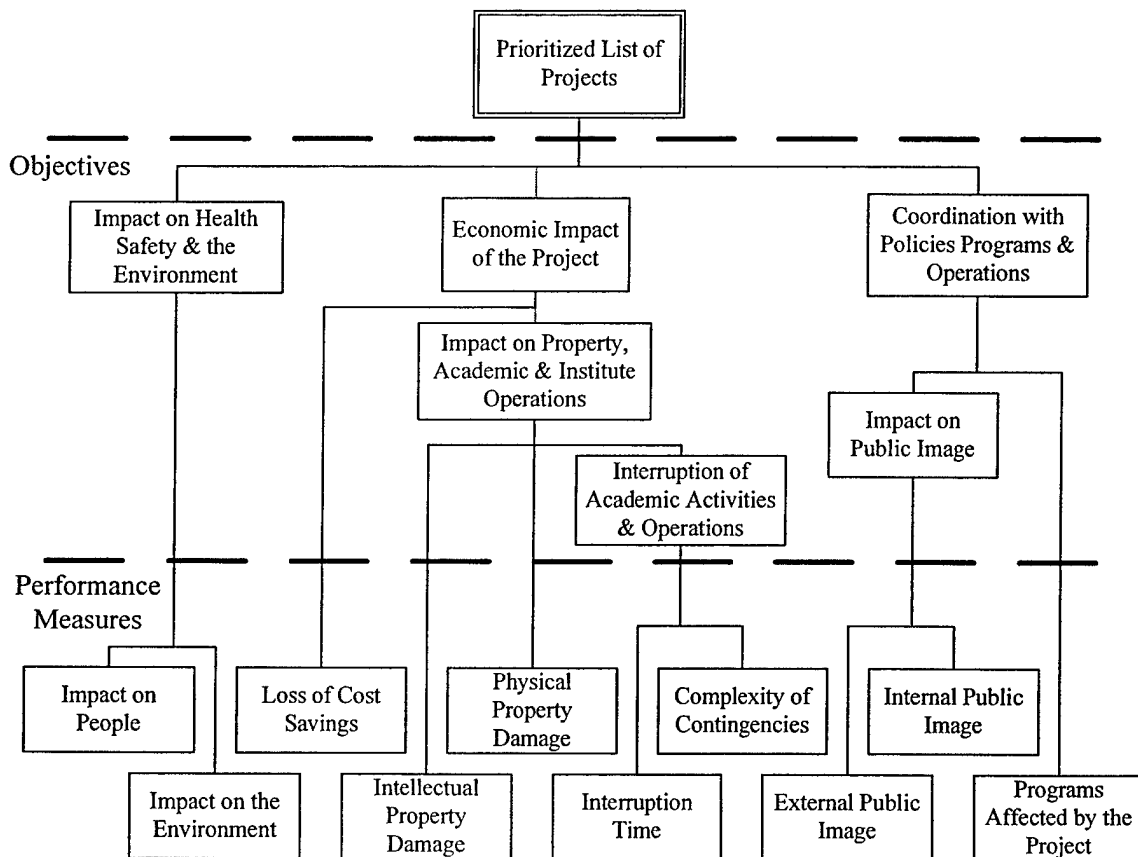 Prioritized List of
Projects
Objectives
Impact on Health
Safety & the
Environment
Economic Impact
of the Project
Coordination with
Policies Programs &
Operations
Impact on Property,
Academic & Institute
Operations
Impact on
Public Image
Interruption of
Academic Activities
& Operations
Performance
Measures
Impact on
People
Loss of Cost
Savings
Physical
Property
Damage
Complexity of
Contingencies
Internal Public
Image
Impact on the
Environment
Intellectual
Property
Damage
Interruption
Time
External Public
Image
Programs
Affected by the
Project